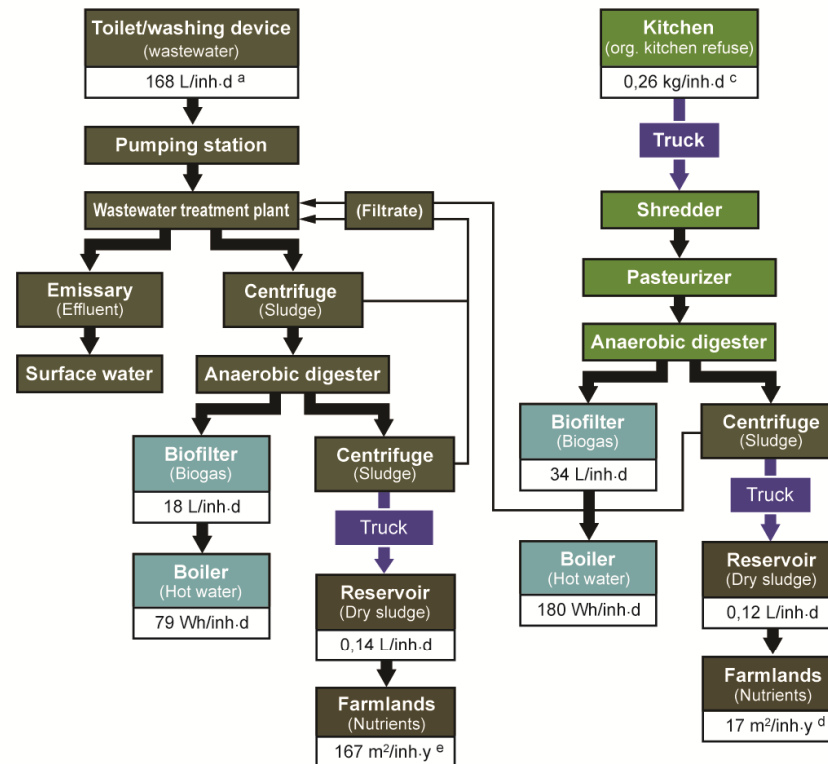 Toilet/washing device
(wastewater)
168 L/inh·d a
Pumping station
Wastewater treatment plant
(Filtrate)
Emissary
(Effluent)
Centrifuge
(Sludge)
Surface water
Anaerobic digester
Biofilter
(Biogas)
18 L/inh·d
Centrifuge
(Sludge)
Truck
Boiler
(Hot water)
79 Wh/inh·d
Reservoir
(Dry sludge)
0,14 L/inh·d
Farmlands
(Nutrients)
167 m²/inh·y e
Kitchen
(org. kitchen refuse)
0,26 kg/inh·d c
Truck
Shredder
Pasteurizer
Anaerobic digester
Biofilter
(Biogas)
34 L/inh·d
Centrifuge
(Sludge)
Truck
Boiler
(Hot water)
180 Wh/inh·d
Reservoir
(Dry sludge)
0,12 L/inh·d
Farmlands
(Nutrients)
17 m²/inh·y d